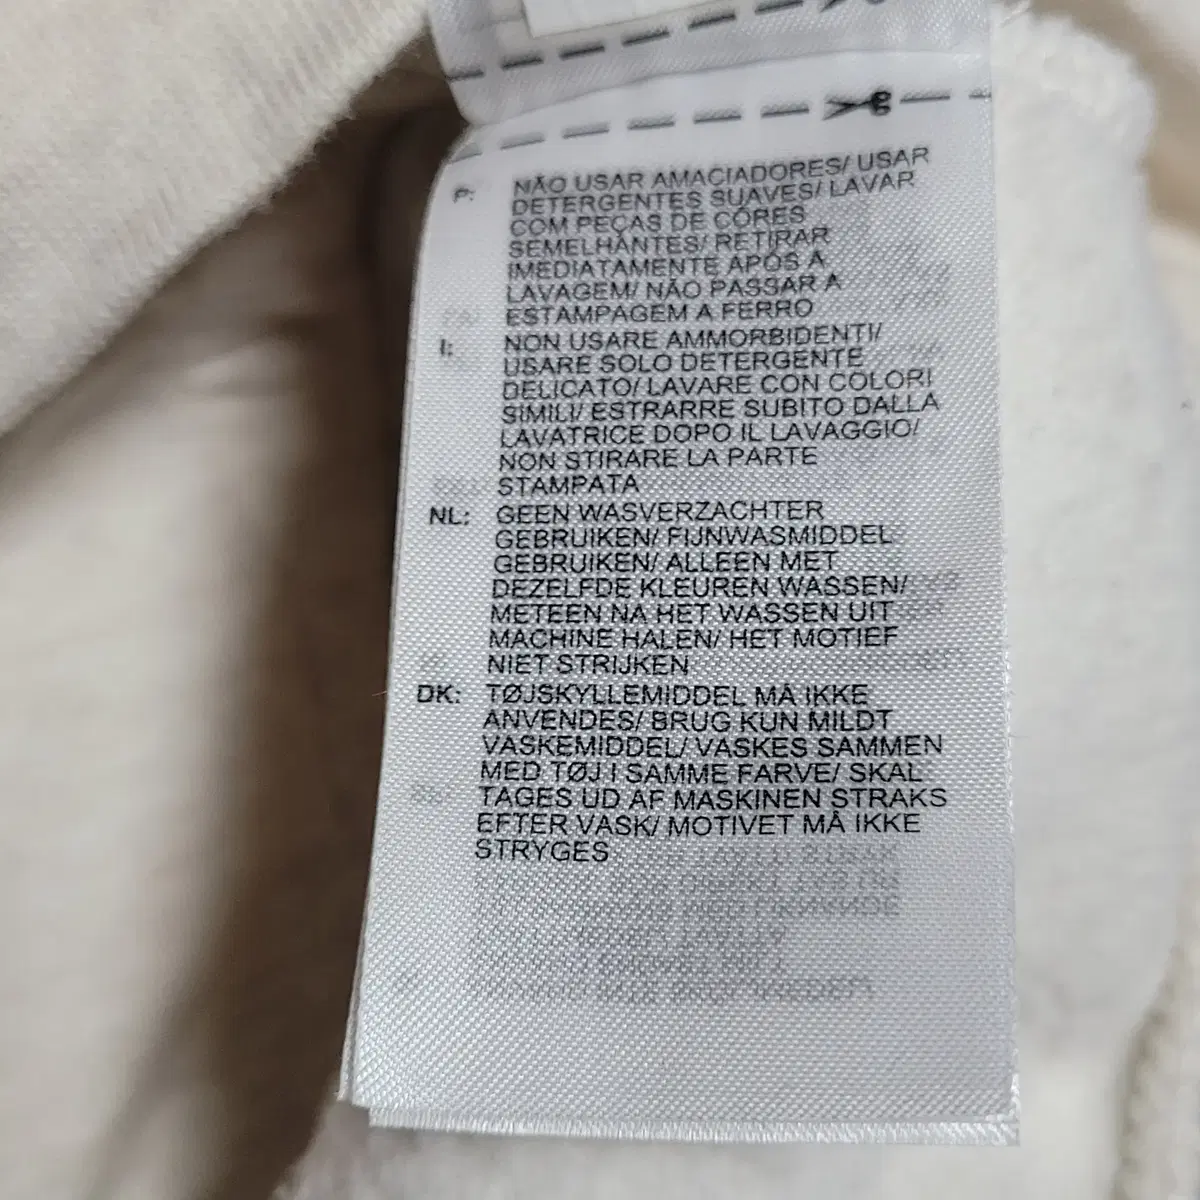 P: NÃO USAR AMACIADORES/ USAR
DETERGENTES SUAVES/ LAVAR
COM PEÇAS DE CÔRES
SEMELHANTES/ RETIRAR
IMEDIATAMENTE APÓS A
LAVAGEM/ NÃO PASSAR A
ESTAMPAGEM A FERRO
I: NON USARE AMMORBIDENTI/
USARE SOLO DETERGENTE
DELICATO/ LAVARE CON COLORI
SIMILI/ ESTRARRE SUBITO DALLA
LAVATRICE DOPO IL LAVAGGIO/
NON STIRARE LA PARTE
STAMPATA
NL: GEEN WASVERZACHTER
GEBRUIKEN/ FIJNWASMIDDEL
GEBRUIKEN/ ALLEEN MET
DEZELFDE KLEUREN WASSEN/
METEEN NA HET WASSEN UIT
MACHINE HALEN/ HET MOTIEF
NIET STRIJKEN
DK: TØJSKYLLEMIDDEL MÅ IKKE
ANVENDES/ BRUG KUN MILDT
VASKEMIDDEL/ VASKES SAMMEN
MED TØJ I SAMME FARVE/ SKAL
TAGES UD AF MASKINEN STRAKS
EFTER VASK/ MOTIVET MÅ IKKE
STRYGES